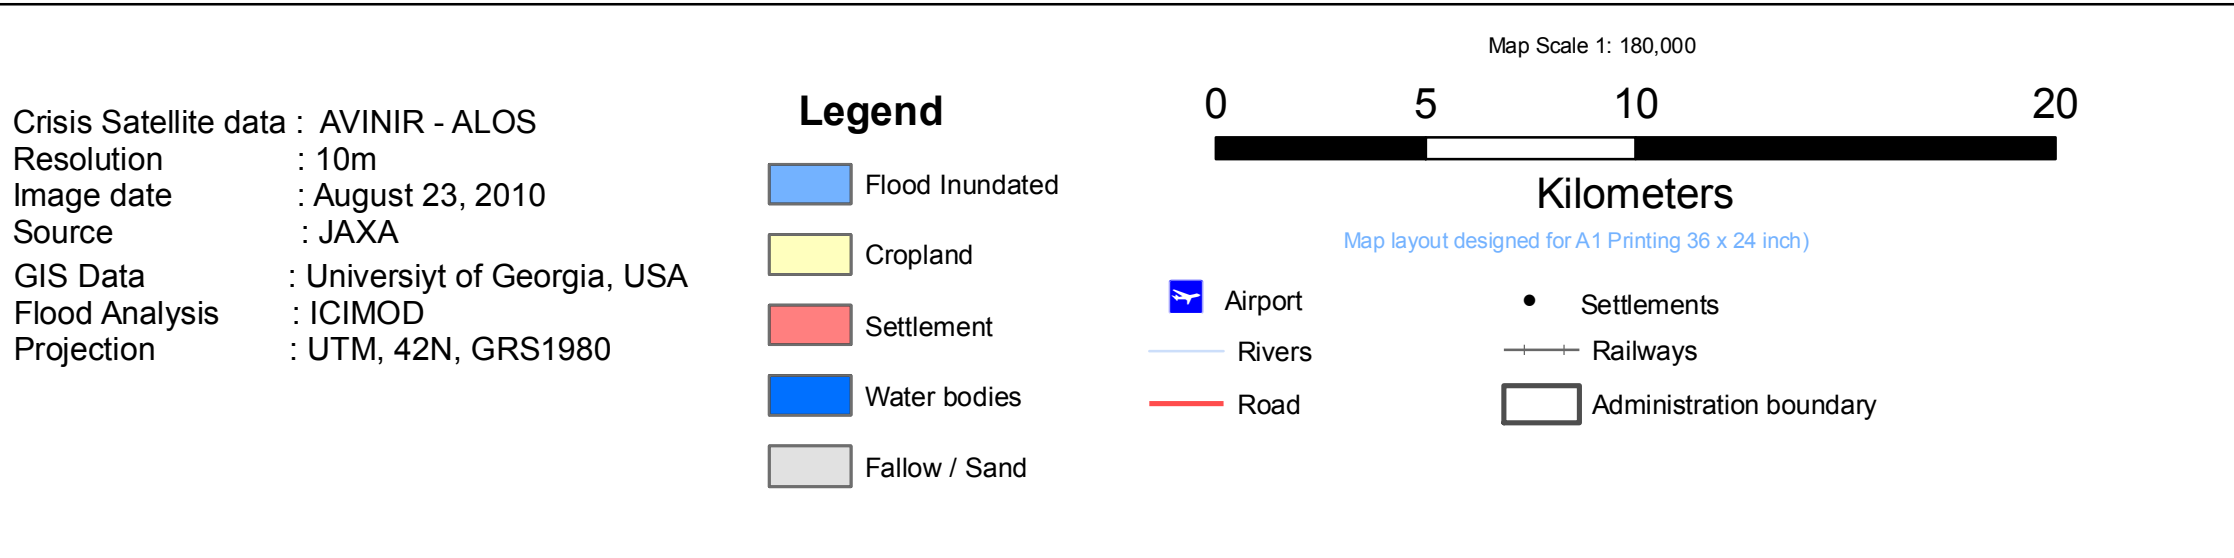 Map Scale 1: 180,000
0 5 10 20
Kilometers
Map layout designed for A1 Printing 36 x 24 inch)
Crisis Satellite data : AVINIR - ALOS
Resolution : 10m
Image date : August 23, 2010
Source : JAXA
GIS Data : Universiyt of Georgia, USA
Flood Analysis : ICIMOD
Projection : UTM, 42N, GRS1980
Legend
Flood Inundated
Cropland
Settlement
Water bodies
Fallow / Sand
Airport
Rivers
Road
Settlements
Railways
Administration boundary